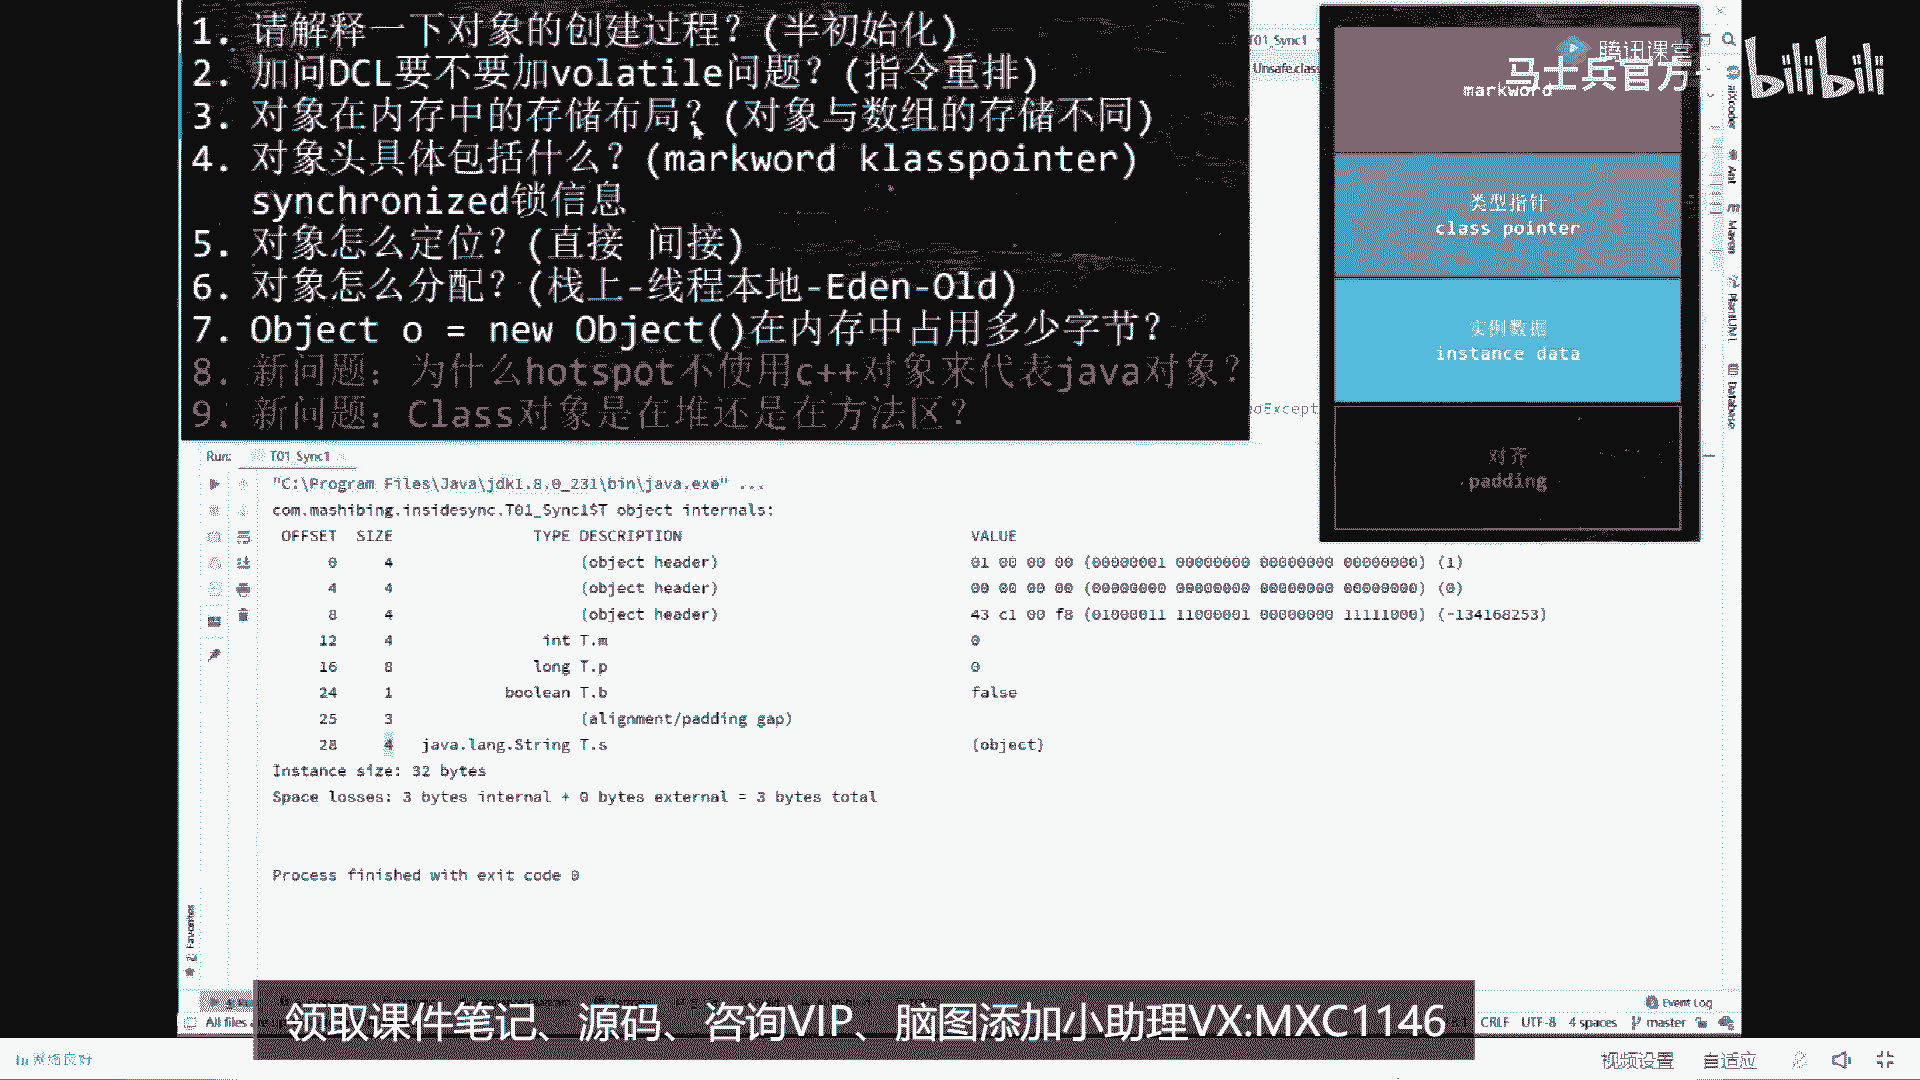 1. 请解释一下对象的创建过程？(半初始化)
2. 加问DCL要不要加volatile问题？(指令重排)
3. 对象在内存中的存储布局？(对象与数组的存储不同)
4. 对象头具体包括什么？(markword klasspointer)
synchronized锁信息
5. 对象怎么定位？(直接 间接)
6. 对象怎么分配？(栈上-线程本地-Eden-Old)
7. Object o = new Object()在内存中占用多少字节？
8. 新问题：为什么hotspot不使用c++对象来代表java对象？
9. 新问题：Class对象是在堆还是在方法区？
T01_Sync1
Unsafe.class
腾讯课堂
马士兵官方
bilibili
markword
类型指针
class pointer
实例数据
instance data
对齐
padding
Ant
Maven
PlantUML
Database
Run: T01_Sync1
"C:\Program Files\Java\jdk1.8.0_231\bin\java.exe" ...
com.mashibing.insidesync.T01_Sync1$T object internals:
OFFSET SIZE TYPE DESCRIPTION VALUE
0 4 (object header) 01 00 00 00 (00000001 00000000 00000000 00000000) (1)
4 4 (object header) 00 00 00 00 (00000000 00000000 00000000 00000000) (0)
8 4 (object header) 43 c1 00 f8 (01000011 11000001 00000000 11111000) (-134168253)
12 4 int T.m 0
16 8 long T.p 0
24 1 boolean T.b false
25 3 (alignment/padding gap)
28 4 java.lang.String T.s (object)
Instance size: 32 bytes
Space losses: 3 bytes internal + 0 bytes external = 3 bytes total
Process finished with exit code 0
2: Favorites
领取课件笔记、源码、咨询VIP、脑图添加小助理VX:MXC1146
Event Log
All files are
CRLF UTF-8 4 spaces master
网络良好
视频设置 自适应